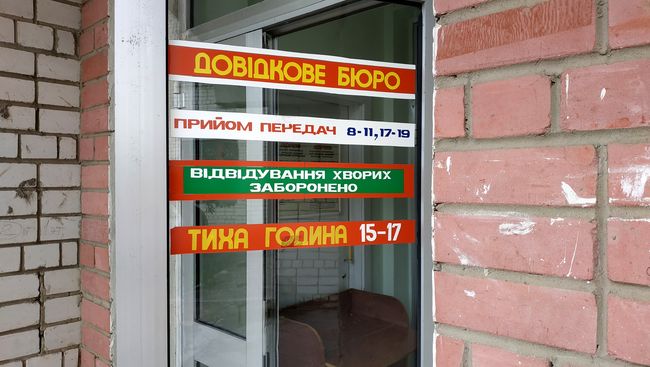 ДОВІДКОВЕ БЮРО
ПРИЙОМ ПЕРЕДАЧ 8-11,17-19
ВІДВІДУВАННЯ ХВОРИХ
ЗАБОРОНЕНО
ТИХА ГОДИНА 15-17